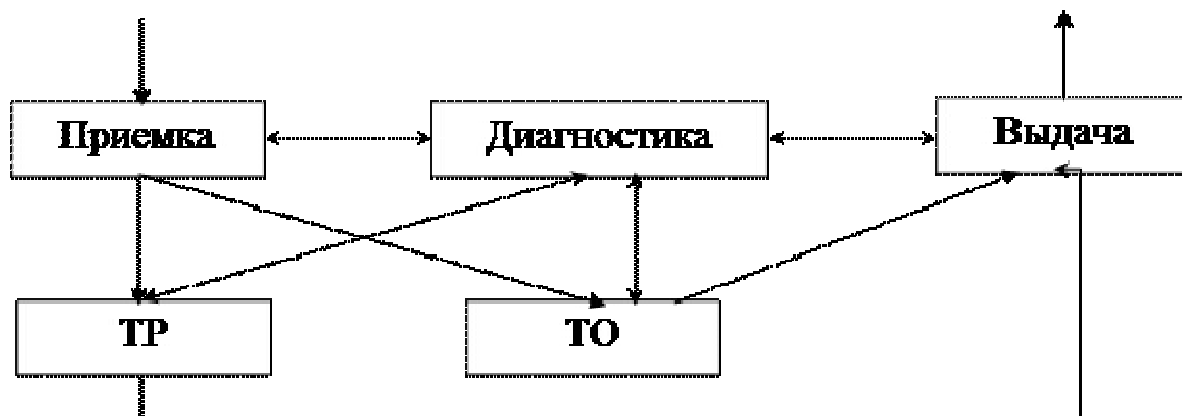 Приемка
Диагностика
Выдача
ТР
ТО